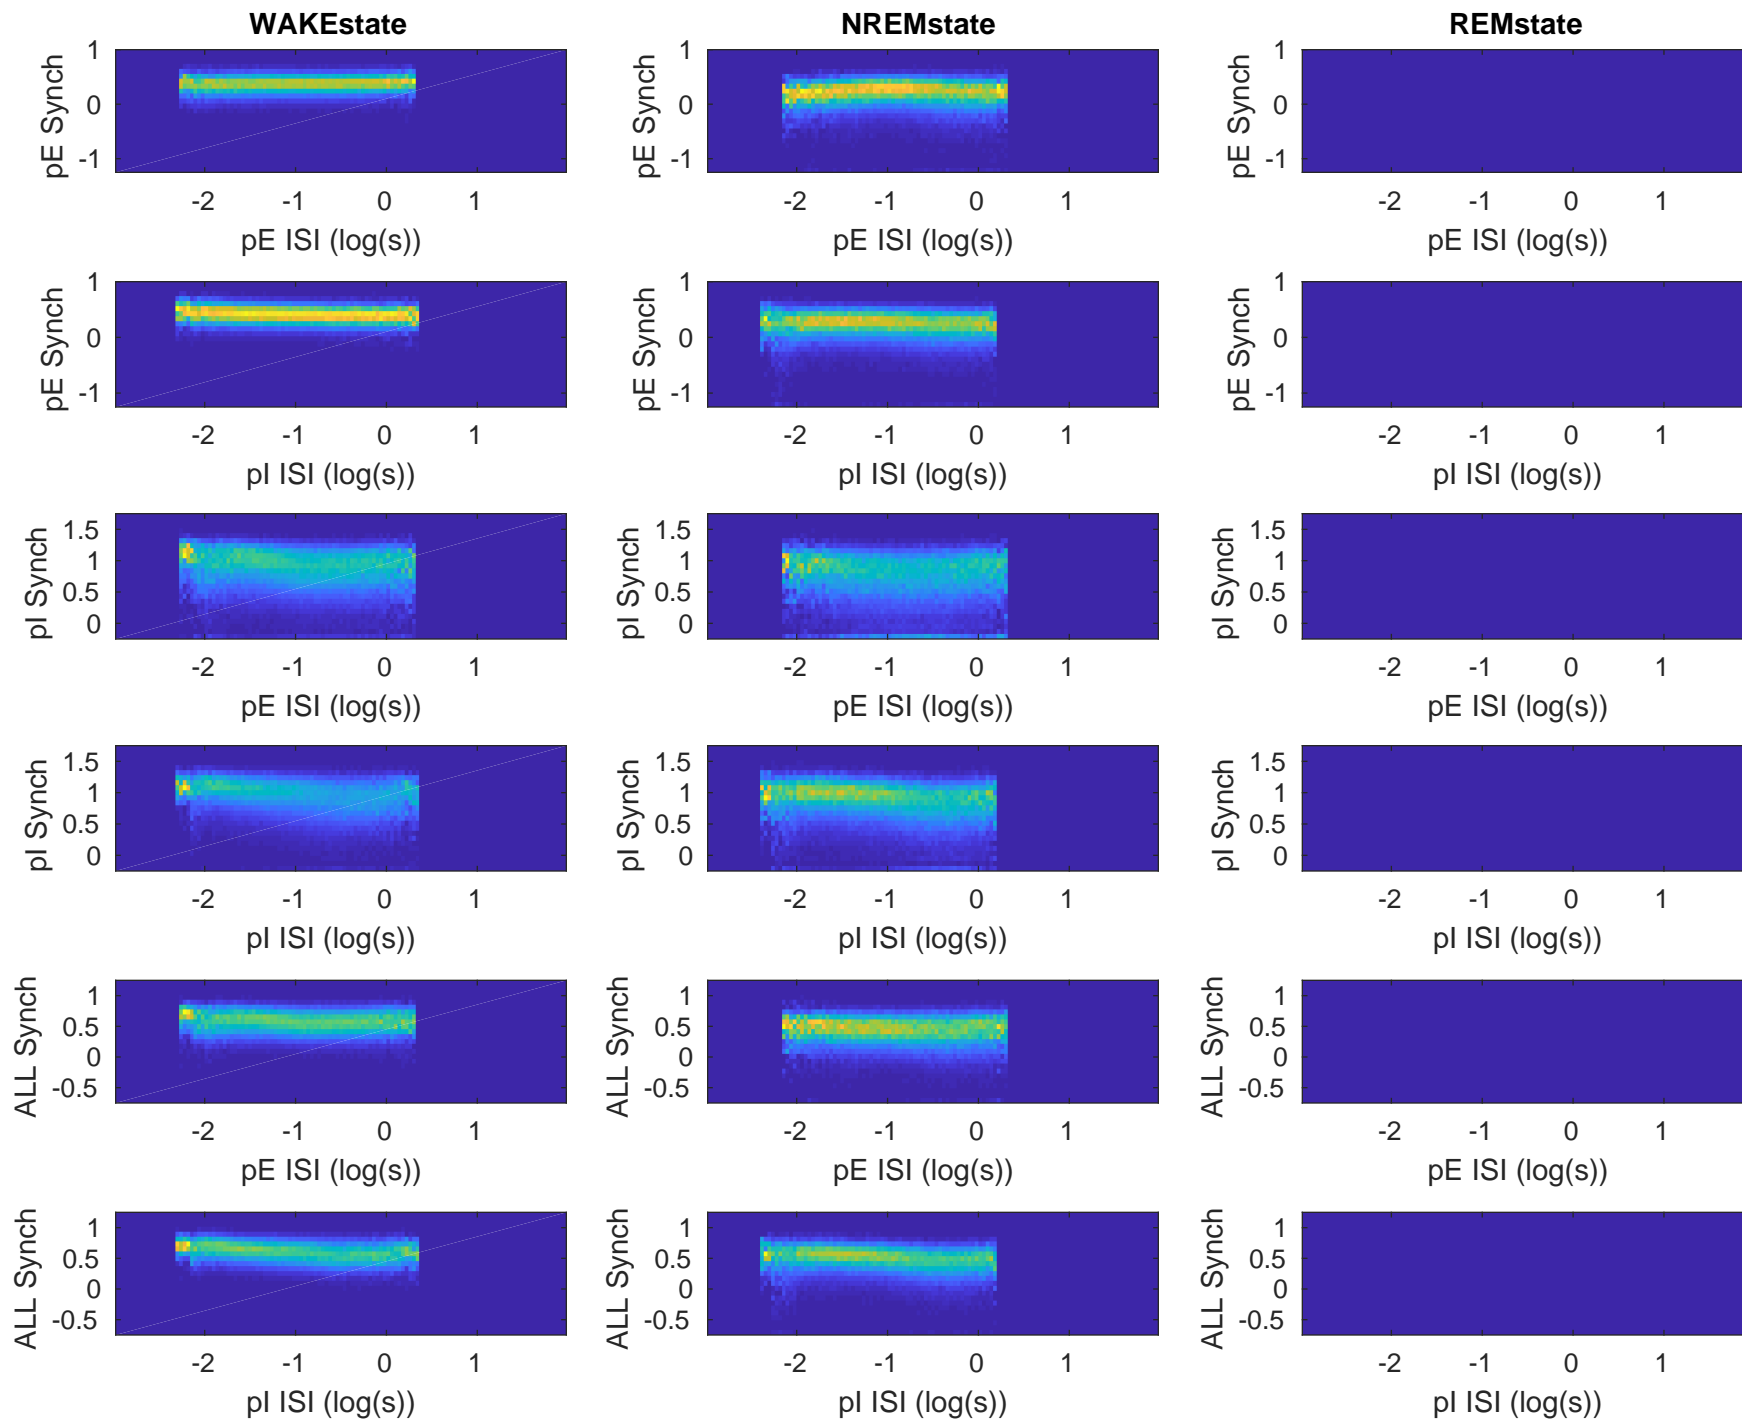 WAKEstate NREMstate REMstate
1 1 1
pE Synch pE Synch pE Synch
0 0 0
-1 -1 -1
-2 -1 0 1 -2 -1 0 1 -2 -1 0 1
pE ISI (log(s)) pE ISI (log(s)) pE ISI (log(s))
1 1 1
pE Synch pE Synch pE Synch
0 0 0
-1 -1 -1
-2 -1 0 1 -2 -1 0 1 -2 -1 0 1
pI ISI (log(s)) pI ISI (log(s)) pI ISI (log(s))
1.5 1.5 1.5
pI Synch pI Synch pI Synch
1 1 1
0.5 0.5 0.5
0 0 0
-2 -1 0 1 -2 -1 0 1 -2 -1 0 1
pE ISI (log(s)) pE ISI (log(s)) pE ISI (log(s))
1.5 1.5 1.5
pI Synch pI Synch pI Synch
1 1 1
0.5 0.5 0.5
0 0 0
-2 -1 0 1 -2 -1 0 1 -2 -1 0 1
pI ISI (log(s)) pI ISI (log(s)) pI ISI (log(s))
1 1 1
ALL Synch ALL Synch ALL Synch
0.5 0.5 0.5
0 0 0
-0.5 -0.5 -0.5
-2 -1 0 1 -2 -1 0 1 -2 -1 0 1
pE ISI (log(s)) pE ISI (log(s)) pE ISI (log(s))
1 1 1
ALL Synch ALL Synch ALL Synch
0.5 0.5 0.5
0 0 0
-0.5 -0.5 -0.5
-2 -1 0 1 -2 -1 0 1 -2 -1 0 1
pI ISI (log(s)) pI ISI (log(s)) pI ISI (log(s))